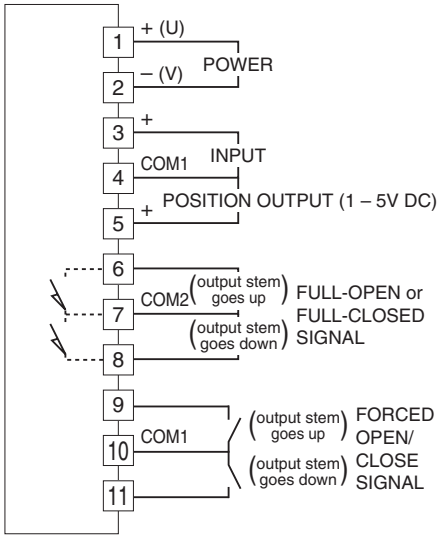 1 + (U)
POWER
2 – (V)
3 +
INPUT
4 COM1
POSITION OUTPUT (1 – 5V DC)
5 +
6
(output stem goes up)
FULL-OPEN or
7 COM2
FULL-CLOSED
(output stem goes down)
SIGNAL
8
9
FORCED
(output stem goes up)
OPEN/
10 COM1
CLOSE
(output stem goes down)
SIGNAL
11